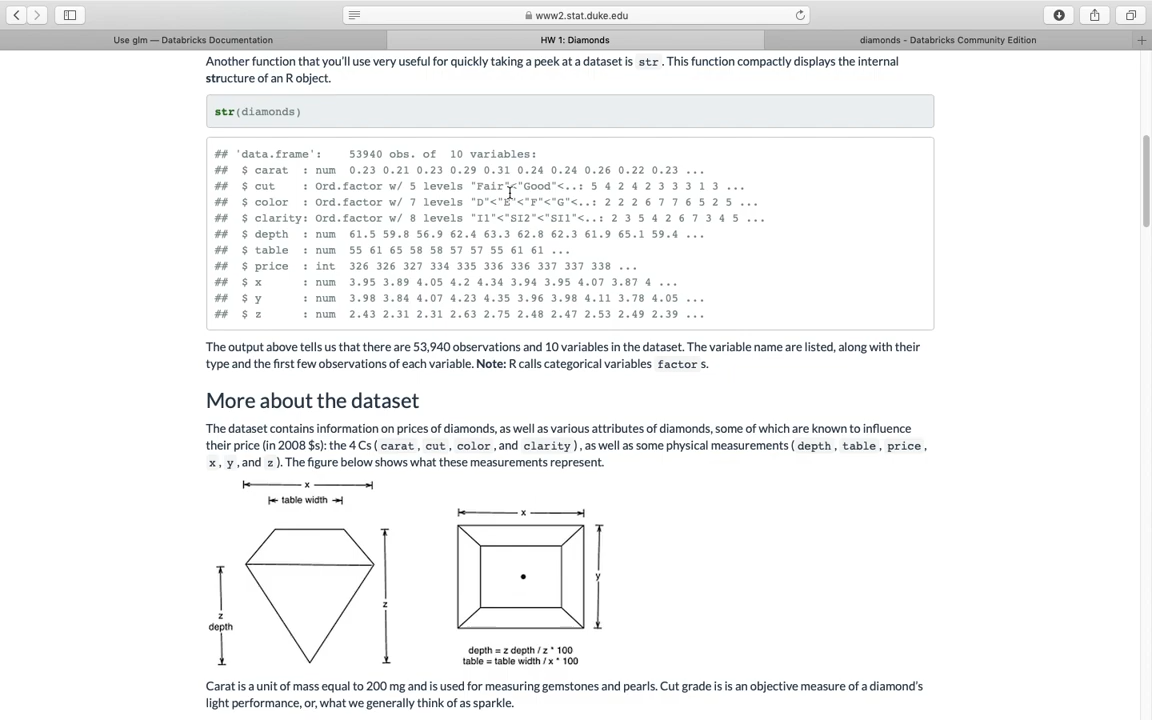 www2.stat.duke.edu
Use glm — Databricks Documentation
HW 1: Diamonds
diamonds - Databricks Community Edition
Another function that you'll use very useful for quickly taking a peek at a dataset is str. This function compactly displays the internal
structure of an R object.
str(diamonds)
## 'data.frame': 53940 obs. of 10 variables:
## $ carat : num 0.23 0.21 0.23 0.29 0.31 0.24 0.24 0.26 0.22 0.23 ...
## $ cut : Ord.factor w/ 5 levels "Fair"<"Good"<..: 5 4 2 4 2 3 3 3 1 3 ...
## $ color : Ord.factor w/ 7 levels "D"<"E"<"F"<"G"<..: 2 2 2 6 7 7 6 5 2 5 ...
## $ clarity: Ord.factor w/ 8 levels "I1"<"SI2"<"SI1"<..: 2 3 5 4 2 6 7 3 4 5 ...
## $ depth : num 61.5 59.8 56.9 62.4 63.3 62.8 62.3 61.9 65.1 59.4 ...
## $ table : num 55 61 65 58 58 57 57 55 61 61 ...
## $ price : int 326 326 327 334 335 336 336 337 337 338 ...
## $ x : num 3.95 3.89 4.05 4.2 4.34 3.94 3.95 4.07 3.87 4 ...
## $ y : num 3.98 3.84 4.07 4.23 4.35 3.96 3.98 4.11 3.78 4.05 ...
## $ z : num 2.43 2.31 2.31 2.63 2.75 2.48 2.47 2.53 2.49 2.39 ...
The output above tells us that there are 53,940 observations and 10 variables in the dataset. The variable name are listed, along with their
type and the first few observations of each variable. Note: R calls categorical variables factor s.
More about the dataset
The dataset contains information on prices of diamonds, as well as various attributes of diamonds, some of which are known to influence
their price (in 2008 $s): the 4 Cs ( carat , cut , color , and clarity ), as well as some physical measurements ( depth , table , price ,
x , y , and z ). The figure below shows what these measurements represent.
x
table width
z
depth
z
x
y
depth = z depth / z * 100
table = table width / x * 100
Carat is a unit of mass equal to 200 mg and is used for measuring gemstones and pearls. Cut grade is is an objective measure of a diamond's
light performance, or, what we generally think of as sparkle.